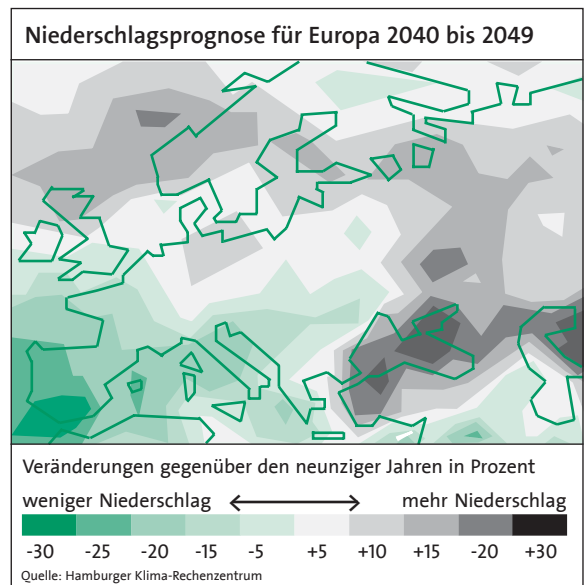 Niederschlagsprognose für Europa 2040 bis 2049
Veränderungen gegenüber den neunziger Jahren in Prozent
weniger Niederschlag mehr Niederschlag
-30 -25 -20 -15 -5 +5 +10 +15 -20 +30
Quelle: Hamburger Klima-Rechenzentrum